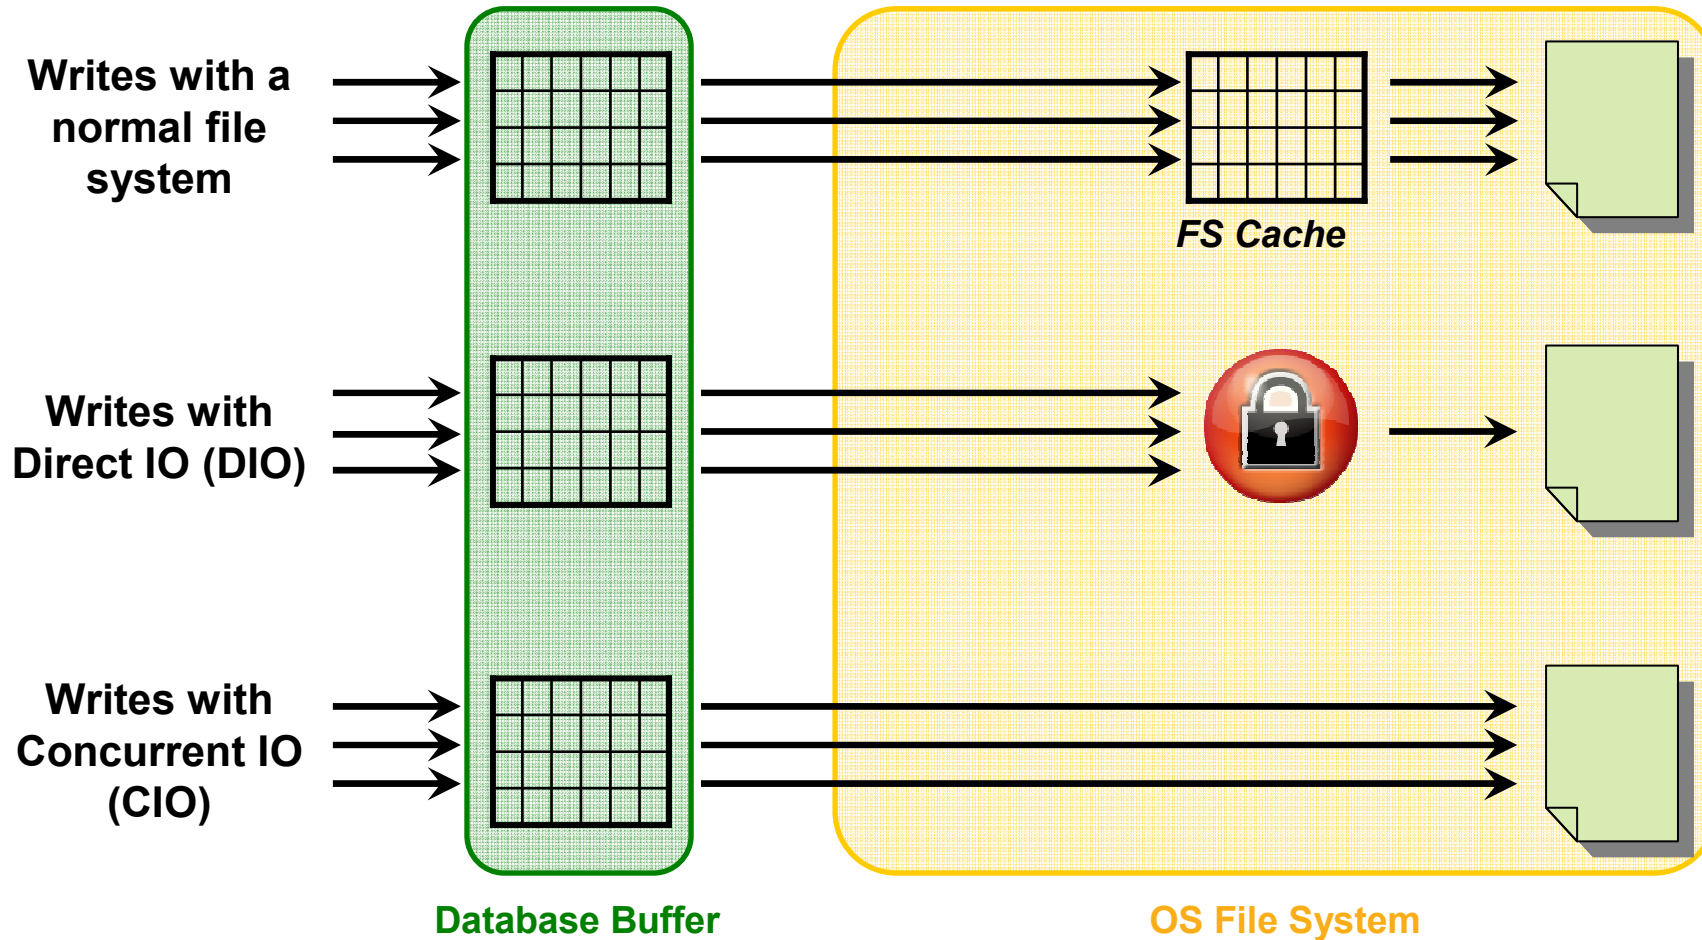 Writes with a
normal file
system
FS Cache
Writes with
Direct IO (DIO)
Writes with
Concurrent IO
(CIO)
Database Buffer
OS File System